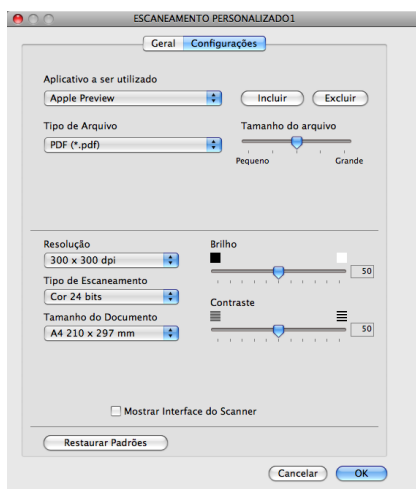 ESCANEAMENTO PERSONALIZADO1
Geral Configurações
Aplicativo a ser utilizado
Apple Preview Incluir Excluir
Tipo de Arquivo Tamanho do arquivo
PDF (*.pdf)
Pequeno Grande
Resolução Brilho
300 x 300 dpi
50
Tipo de Escaneamento
Cor 24 bits
Contraste
Tamanho do Documento
A4 210 x 297 mm 50
Mostrar Interface do Scanner
Restaurar Padrões
Cancelar OK